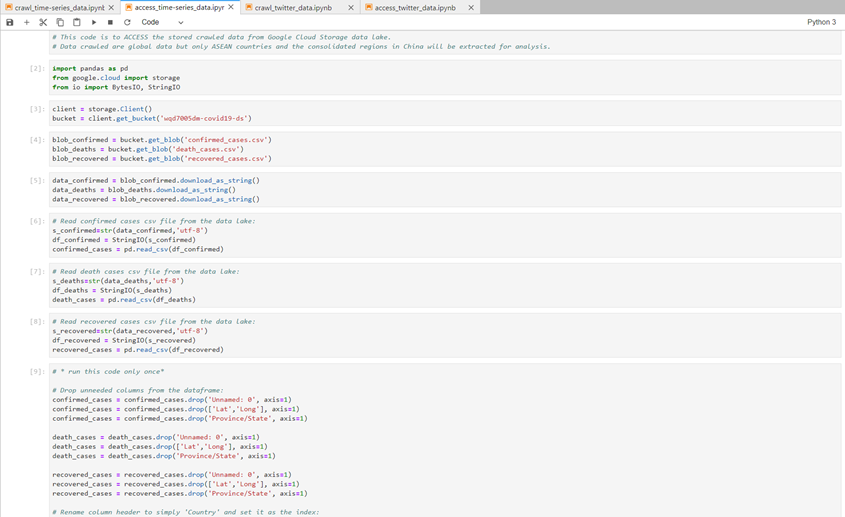 crawl_time-series_data.ipynb
access_time-series_data.ipyr
crawl_twitter_data.ipynb
access_twitter_data.ipynb
Code
Python 3
# This code is to ACCESS the stored crawled data from Google Cloud Storage data lake.
# Data crawled are global data but only ASEAN countries and the consolidated regions in China will be extracted for analysis.
[2]: import pandas as pd
from google.cloud import storage
from io import BytesIO, StringIO
[3]: client = storage.Client()
bucket = client.get_bucket('wqd7005dm-covid19-ds')
[4]: blob_confirmed = bucket.get_blob('confirmed_cases.csv')
blob_deaths = bucket.get_blob('death_cases.csv')
blob_recovered = bucket.get_blob('recovered_cases.csv')
[5]: data_confirmed = blob_confirmed.download_as_string()
data_deaths = blob_deaths.download_as_string()
data_recovered = blob_recovered.download_as_string()
[6]: # Read confirmed cases csv file from the data lake:
s_confirmed=str(data_confirmed,'utf-8')
df_confirmed = StringIO(s_confirmed)
confirmed_cases = pd.read_csv(df_confirmed)
[7]: # Read death cases csv file from the data lake:
s_deaths=str(data_deaths,'utf-8')
df_deaths = StringIO(s_deaths)
death_cases = pd.read_csv(df_deaths)
[8]: # Read recovered cases csv file from the data lake:
s_recovered=str(data_recovered,'utf-8')
df_recovered = StringIO(s_recovered)
recovered_cases = pd.read_csv(df_recovered)
[9]: # * run this code only once*
# Drop unneeded columns from the dataframe:
confirmed_cases = confirmed_cases.drop('Unnamed: 0', axis=1)
confirmed_cases = confirmed_cases.drop(['Lat','Long'], axis=1)
confirmed_cases = confirmed_cases.drop('Province/State', axis=1)
death_cases = death_cases.drop('Unnamed: 0', axis=1)
death_cases = death_cases.drop(['Lat','Long'], axis=1)
death_cases = death_cases.drop('Province/State', axis=1)
recovered_cases = recovered_cases.drop('Unnamed: 0', axis=1)
recovered_cases = recovered_cases.drop(['Lat','Long'], axis=1)
recovered_cases = recovered_cases.drop('Province/State', axis=1)
# Rename column header to simply 'Country' and set it as the index: